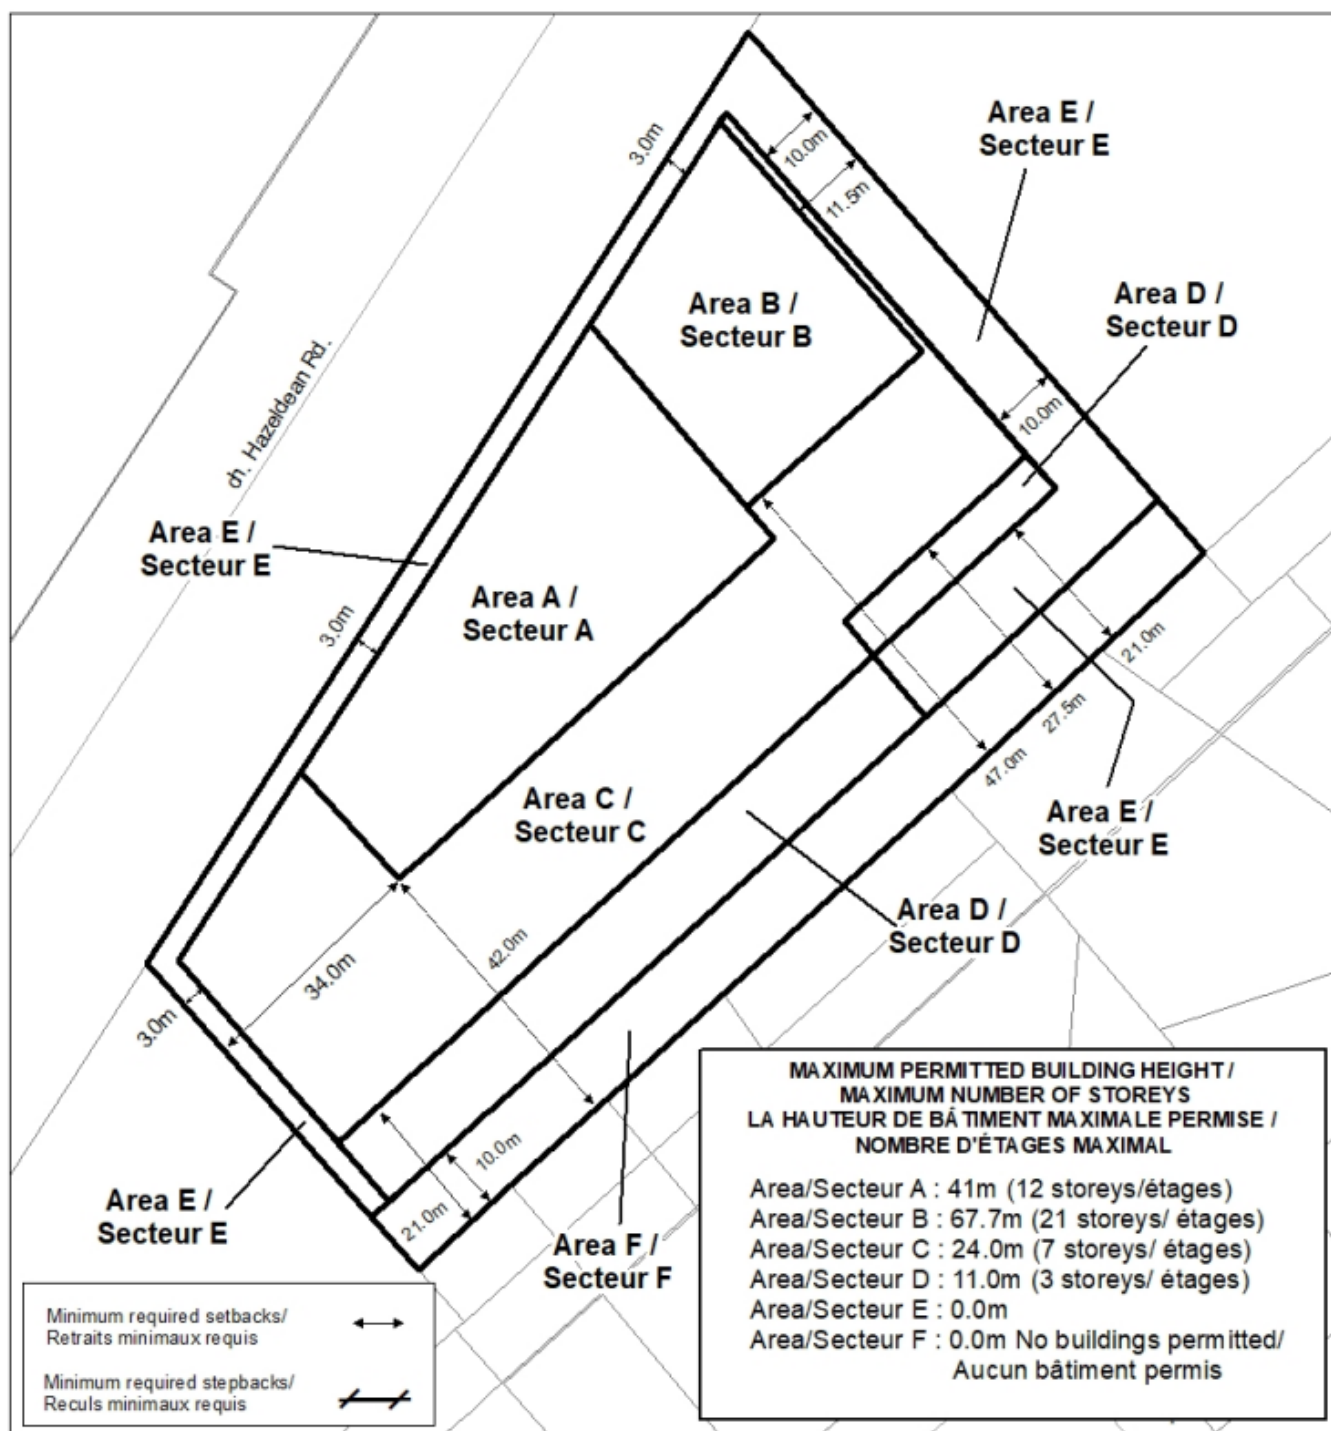 Area E /
Secteur E
3.0m
10.0m
11.5m
Area D /
Secteur D
Area B /
Secteur B
10.0m
ch. Hazeldean Rd.
Area E /
Secteur E
Area A /
Secteur A
3.0m
21.0m
27.5m
47.0m
Area C /
Secteur C
Area E /
Secteur E
Area D /
Secteur D
42.0m
34.0m
3.0m
10.0m
21.0m
Area E /
Secteur E
Area F /
Secteur F
MAXIMUM PERMITTED BUILDING HEIGHT /
MAXIMUM NUMBER OF STOREYS
LA HAUTEUR DE BÂTIMENT MAXIMALE PERMISE /
NOMBRE D'ÉTAGES MAXIMAL
Area/Secteur A : 41m (12 storeys/étages)
Area/Secteur B : 67.7m (21 storeys/ étages)
Area/Secteur C : 24.0m (7 storeys/ étages)
Area/Secteur D : 11.0m (3 storeys/ étages)
Area/Secteur E : 0.0m
Area/Secteur F : 0.0m No buildings permitted/
Aucun bâtiment permis
Minimum required setbacks/
Retraits minimaux requis
Minimum required stepbacks/
Reculs minimaux requis